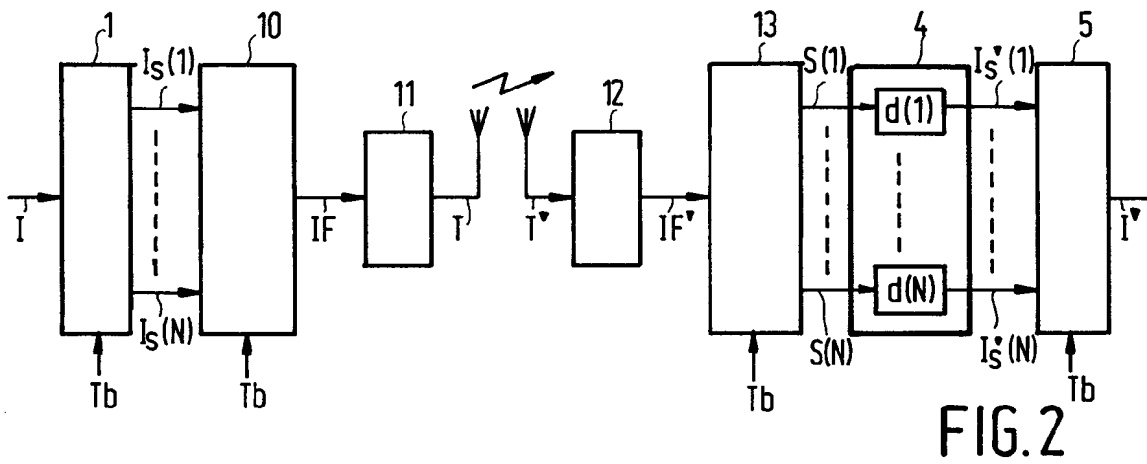 1
10
11
12
13
4
5
I
Is(1)
Is(N)
IF
T
T▾
IF▾
S(1)
S(N)
d(1)
d(N)
Is▾(1)
Is▾(N)
I▾
Tb
Tb
Tb
Tb
FIG. 2